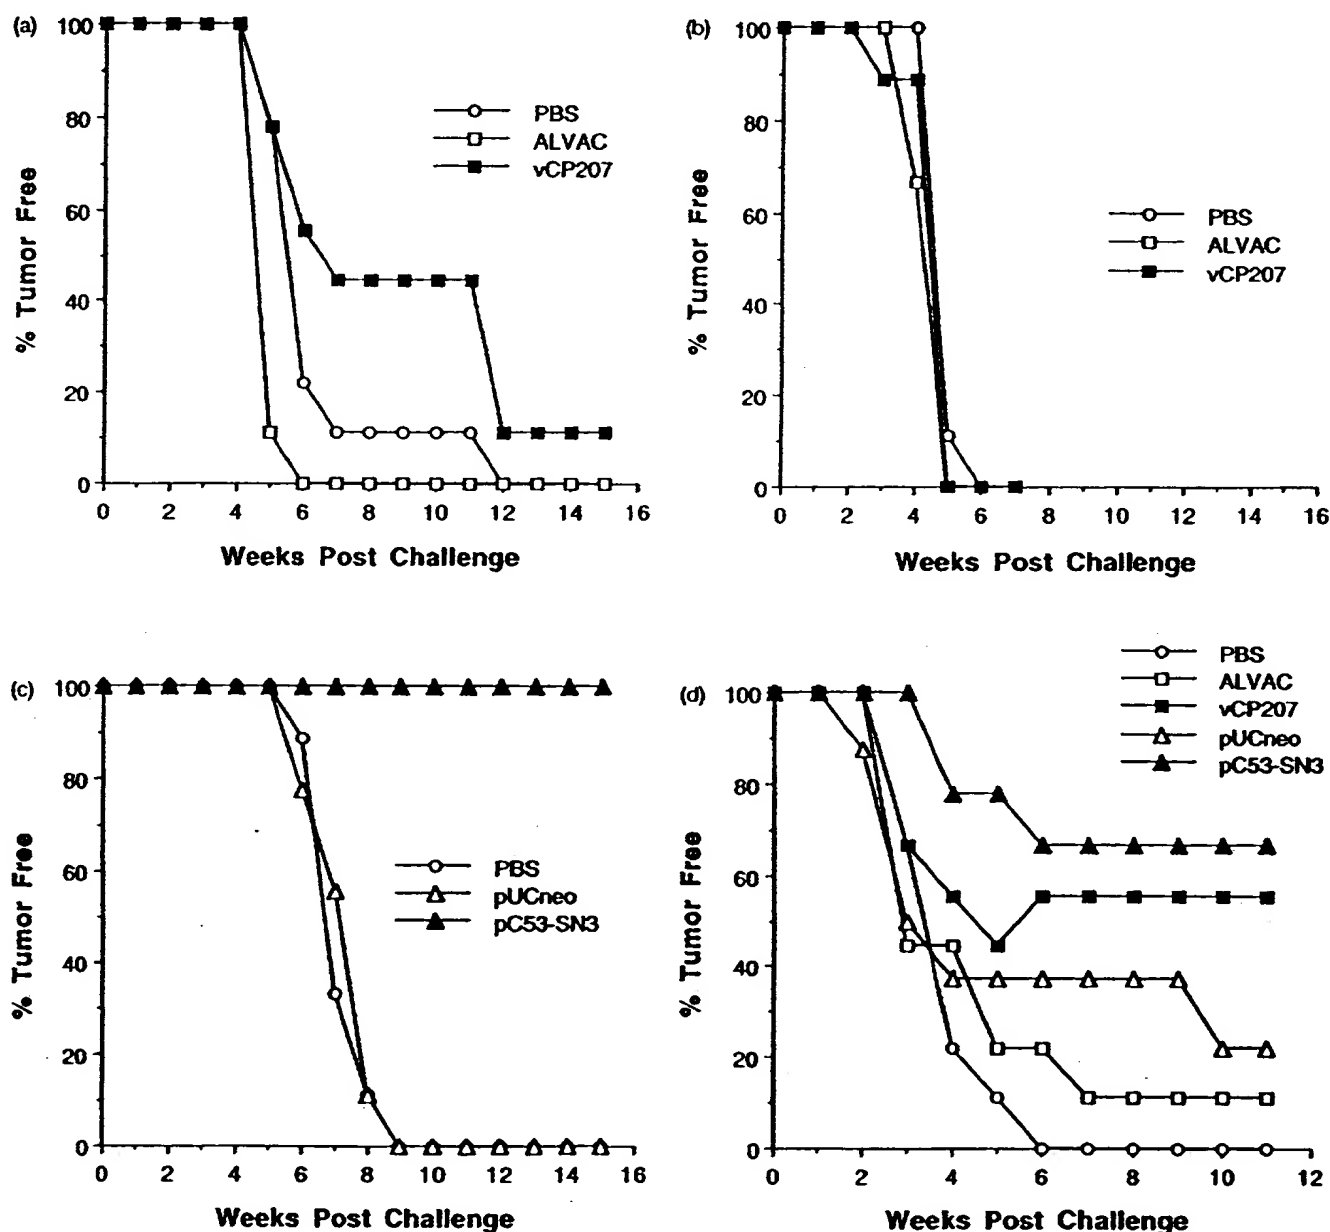 (a)
100
80
60
40
20
0
% Tumor Free
PBS
ALVAC
vCP207
0 2 4 6 8 10 12 14 16
Weeks Post Challenge
(b)
100
80
60
40
20
0
% Tumor Free
PBS
ALVAC
vCP207
0 2 4 6 8 10 12 14 16
Weeks Post Challenge
(c)
100
80
60
40
20
0
% Tumor Free
PBS
pUCneo
pC53-SN3
0 2 4 6 8 10 12 14 16
Weeks Post Challenge
(d)
100
80
60
40
20
0
% Tumor Free
PBS
ALVAC
vCP207
pUCneo
pC53-SN3
0 2 4 6 8 10 12
Weeks Post Challenge